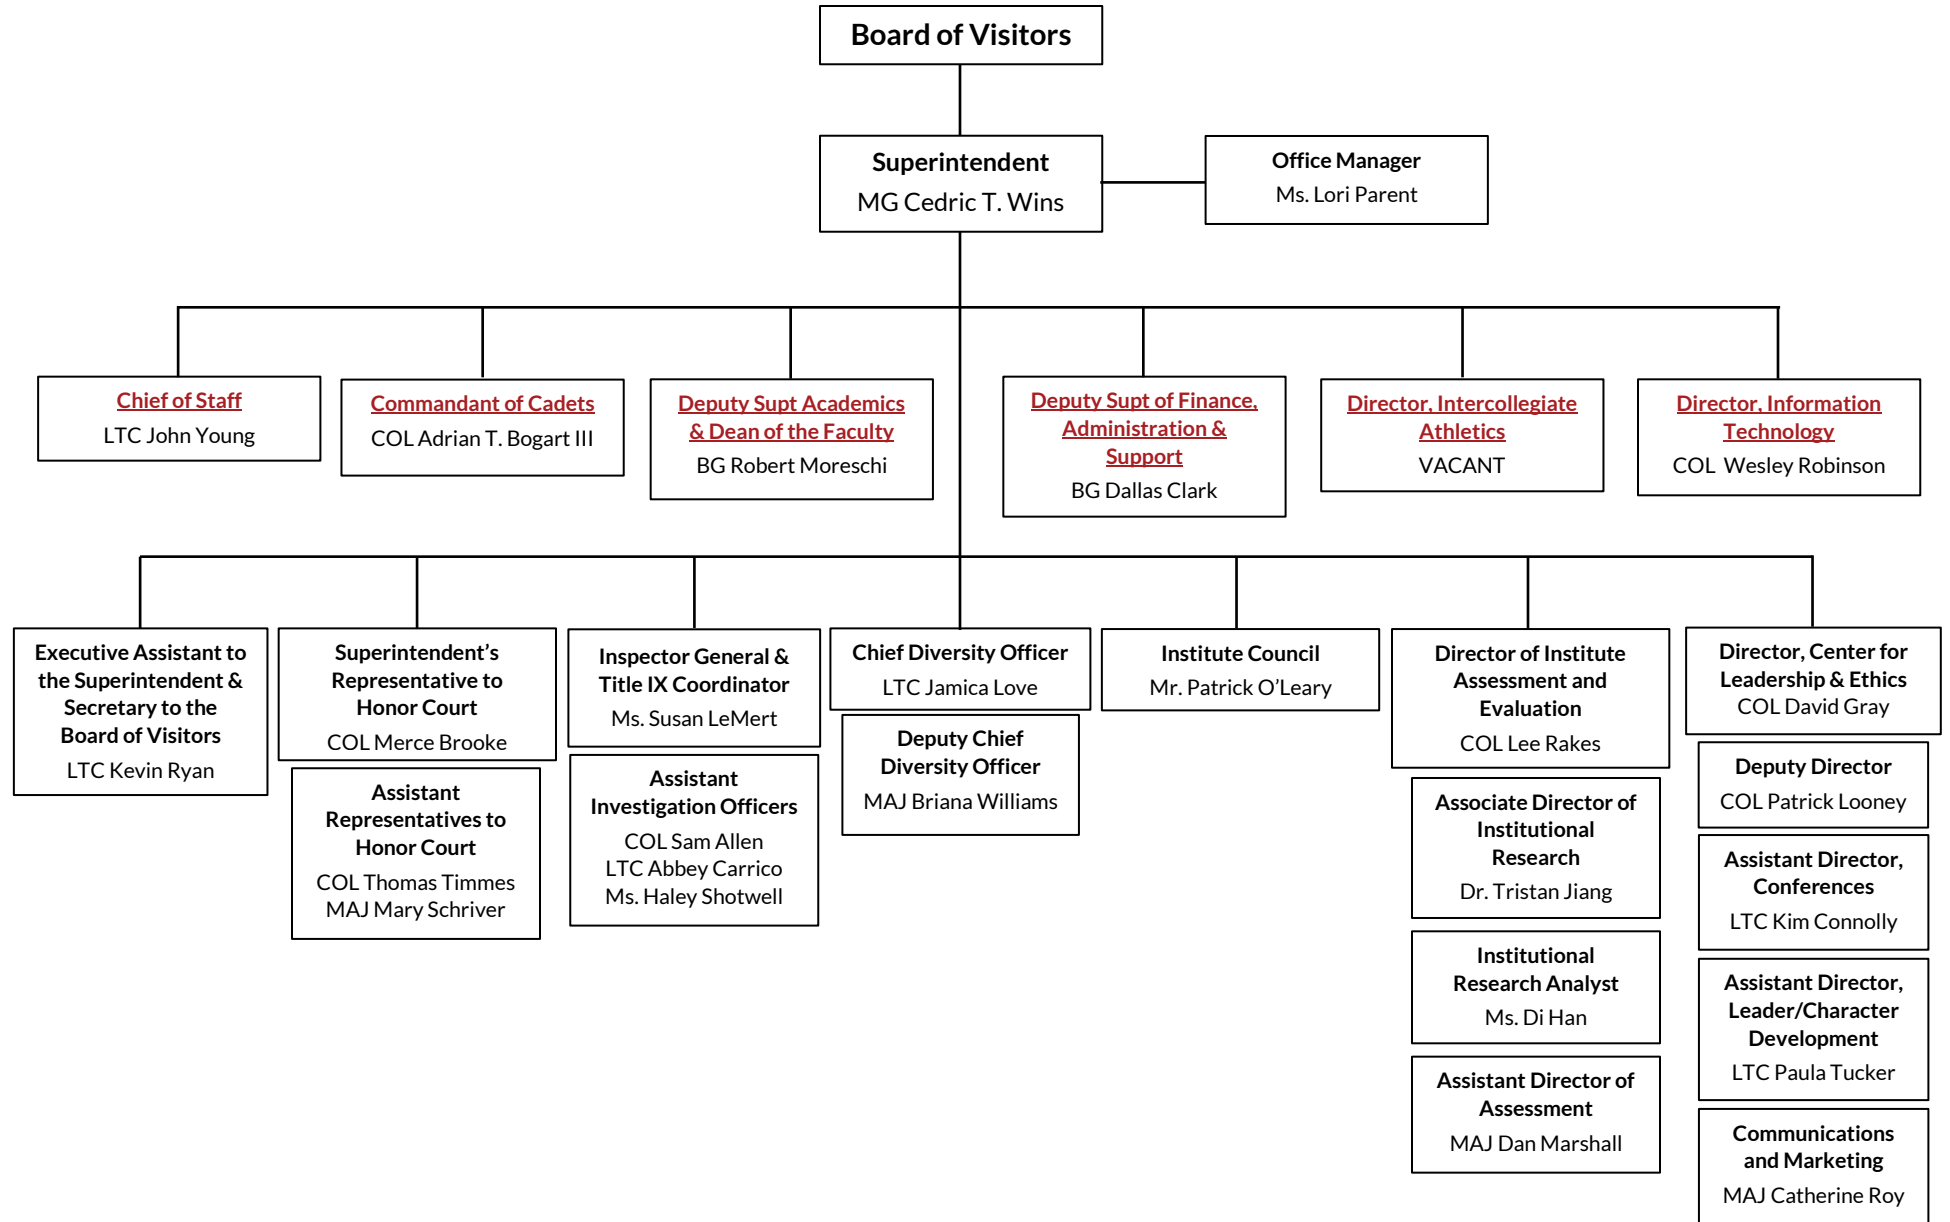 Board of Visitors
Superintendent
MG Cedric T. Wins
Office Manager
Ms. Lori Parent
Chief of Staff
LTC John Young
Commandant of Cadets
COL Adrian T. Bogart III
Deputy Supt Academics
& Dean of the Faculty
BG Robert Moreschi
Deputy Supt of Finance,
Administration &
Support
BG Dallas Clark
Director, Intercollegiate
Athletics
VACANT
Director, Information
Technology
COL Wesley Robinson
Executive Assistant to
the Superintendent &
Secretary to the
Board of Visitors
LTC Kevin Ryan
Superintendent’s
Representative to
Honor Court
COL Merce Brooke
Assistant
Representatives to
Honor Court
COL Thomas Timmes
MAJ Mary Schriver
Inspector General &
Title IX Coordinator
Ms. Susan LeMert
Assistant
Investigation Officers
COL Sam Allen
LTC Abbey Carrico
Ms. Haley Shotwell
Chief Diversity Officer
LTC Jamica Love
Deputy Chief
Diversity Officer
MAJ Briana Williams
Institute Council
Mr. Patrick O’Leary
Director of Institute
Assessment and
Evaluation
COL Lee Rakes
Associate Director of
Institutional
Research
Dr. Tristan Jiang
Institutional
Research Analyst
Ms. Di Han
Assistant Director of
Assessment
MAJ Dan Marshall
Director, Center for
Leadership & Ethics
COL David Gray
Deputy Director
COL Patrick Looney
Assistant Director,
Conferences
LTC Kim Connolly
Assistant Director,
Leader/Character
Development
LTC Paula Tucker
Communications
and Marketing
MAJ Catherine Roy